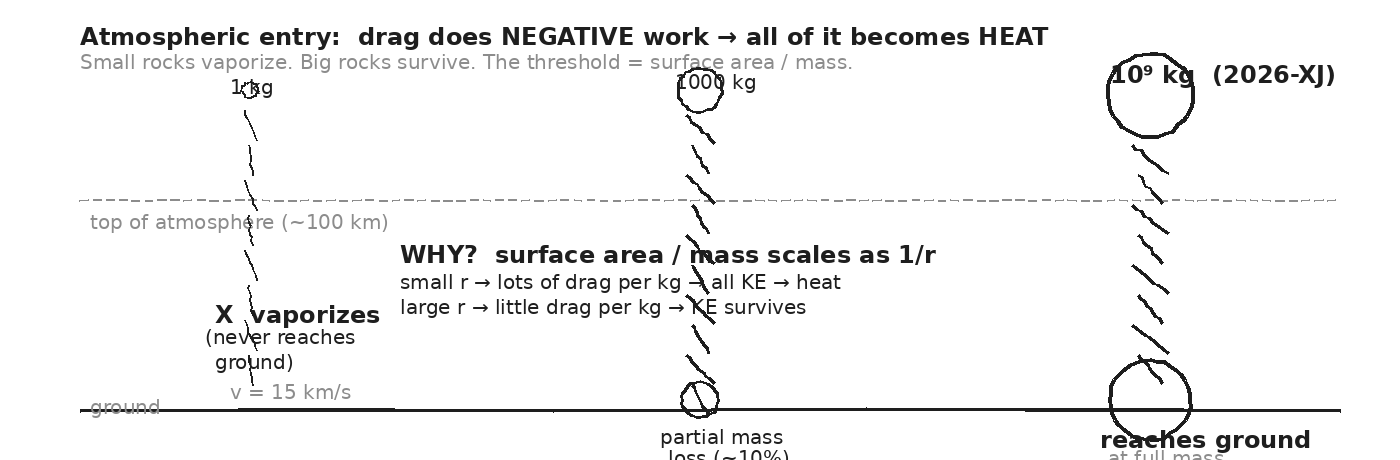 Atmospheric entry:  drag does NEGATIVE work → all of it becomes HEAT
Small rocks vaporize. Big rocks survive. The threshold = surface area / mass.
1 kg
1000 kg
10⁹ kg  (2026-XJ)
top of atmosphere (~100 km)
WHY?  surface area / mass scales as 1/r
small r → lots of drag per kg → all KE → heat
large r → little drag per kg → KE survives
X  vaporizes
(never reaches
ground)
v = 15 km/s
ground
partial mass
loss (~10%)
reaches ground
at full mass